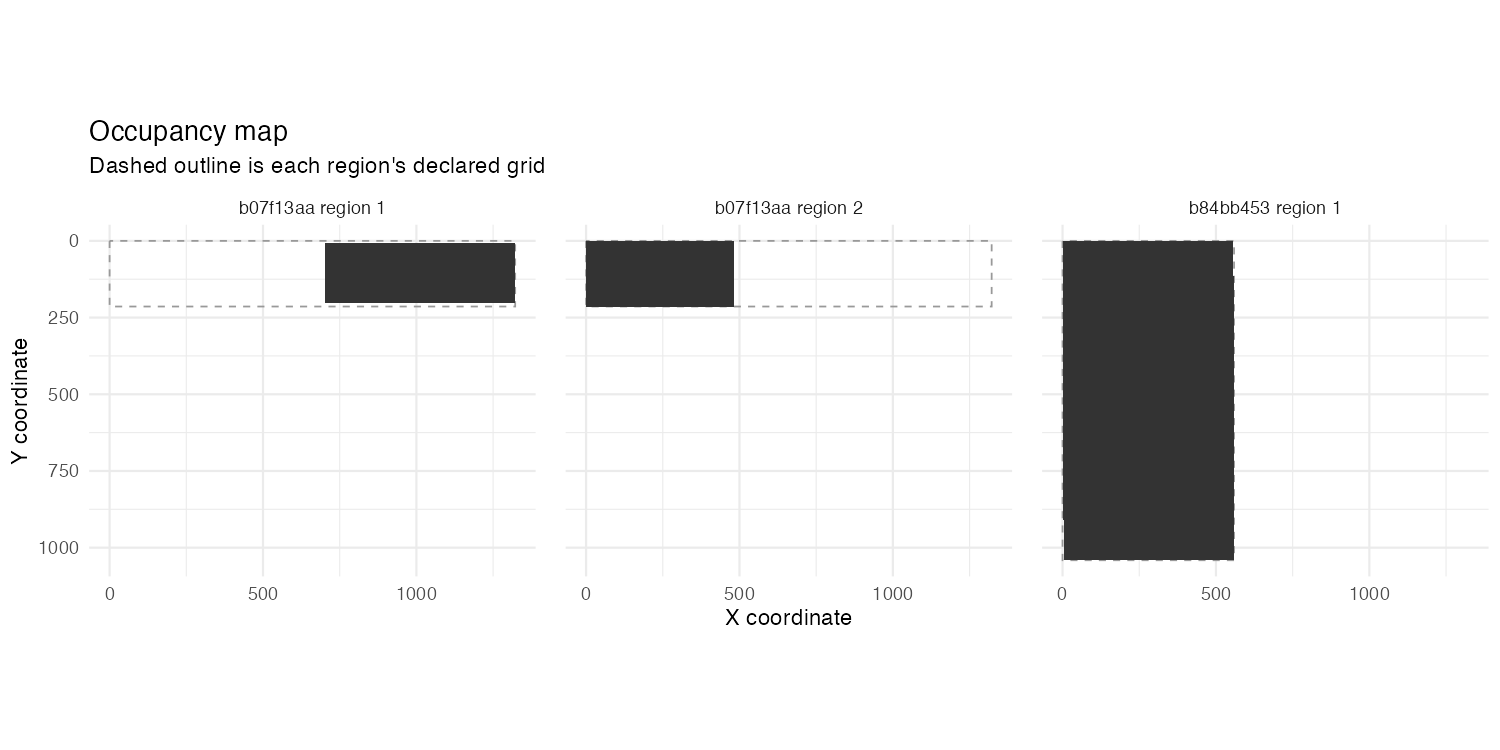 Occupancy map
Dashed outline is each region's declared grid
b07f13aa region 1
b07f13aa region 2
b84bb453 region 1
0
250
500
750
1000
Y coordinate
0
500
1000
0
500
1000
0
500
1000
X coordinate